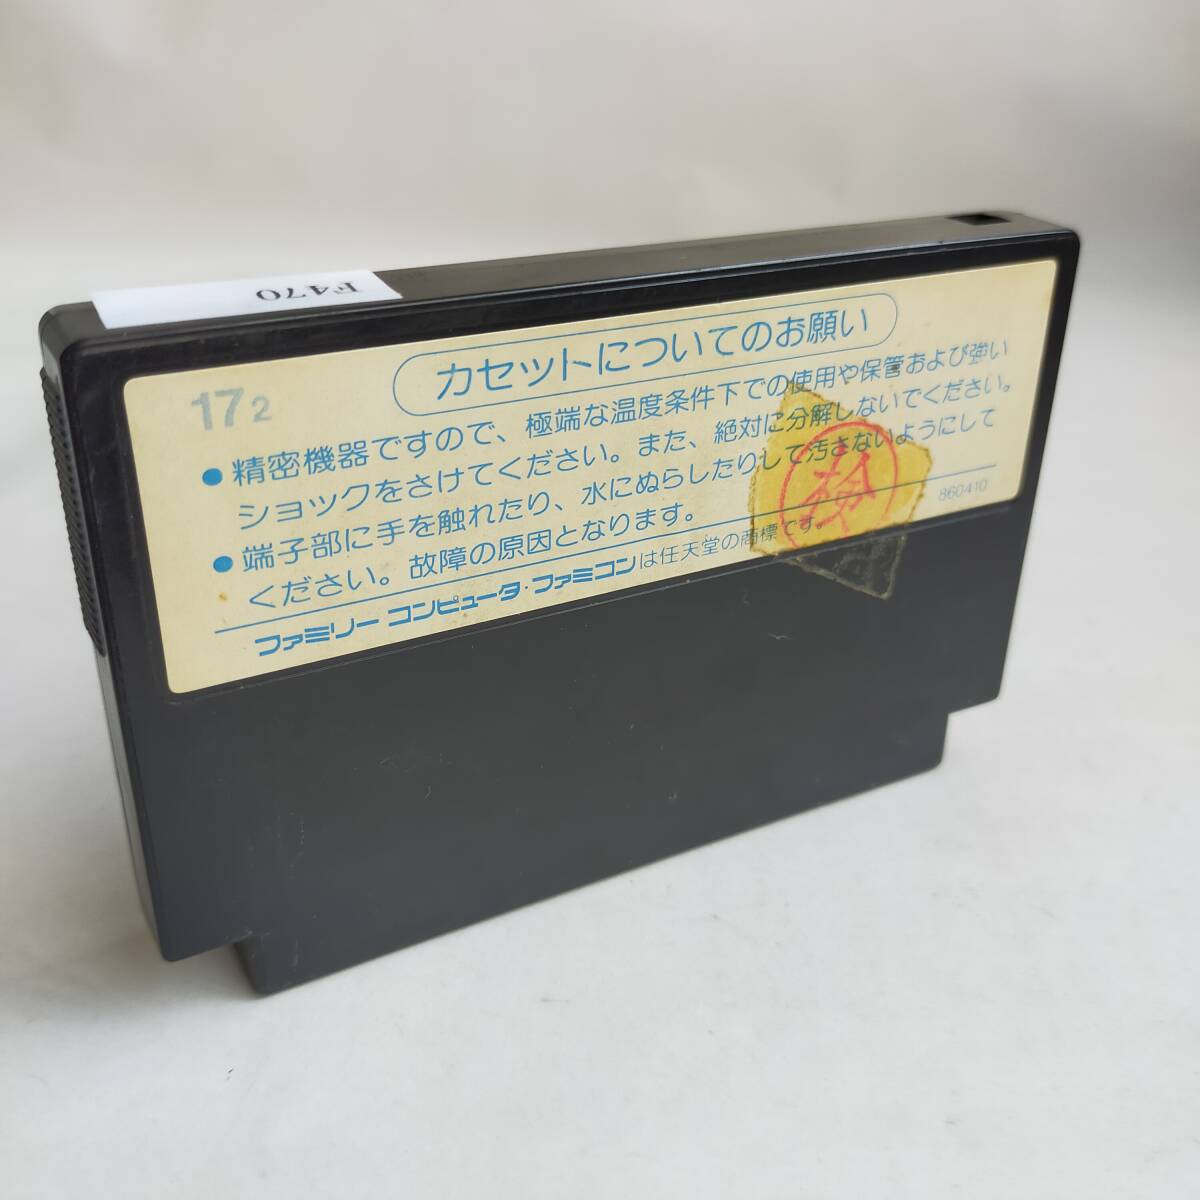 F470
カセットについてのお願い
17 2
●精密機器ですので、極端な温度条件下での使用や保管および強い
ショックをさけてください。また、絶対に分解しないでください。
●端子部に手を触れたり、水にぬらしたりして汚さないようにして
ください。故障の原因となります。
860410
ファミリーコンピュータ・ファミコンは任天堂の商標です。
検